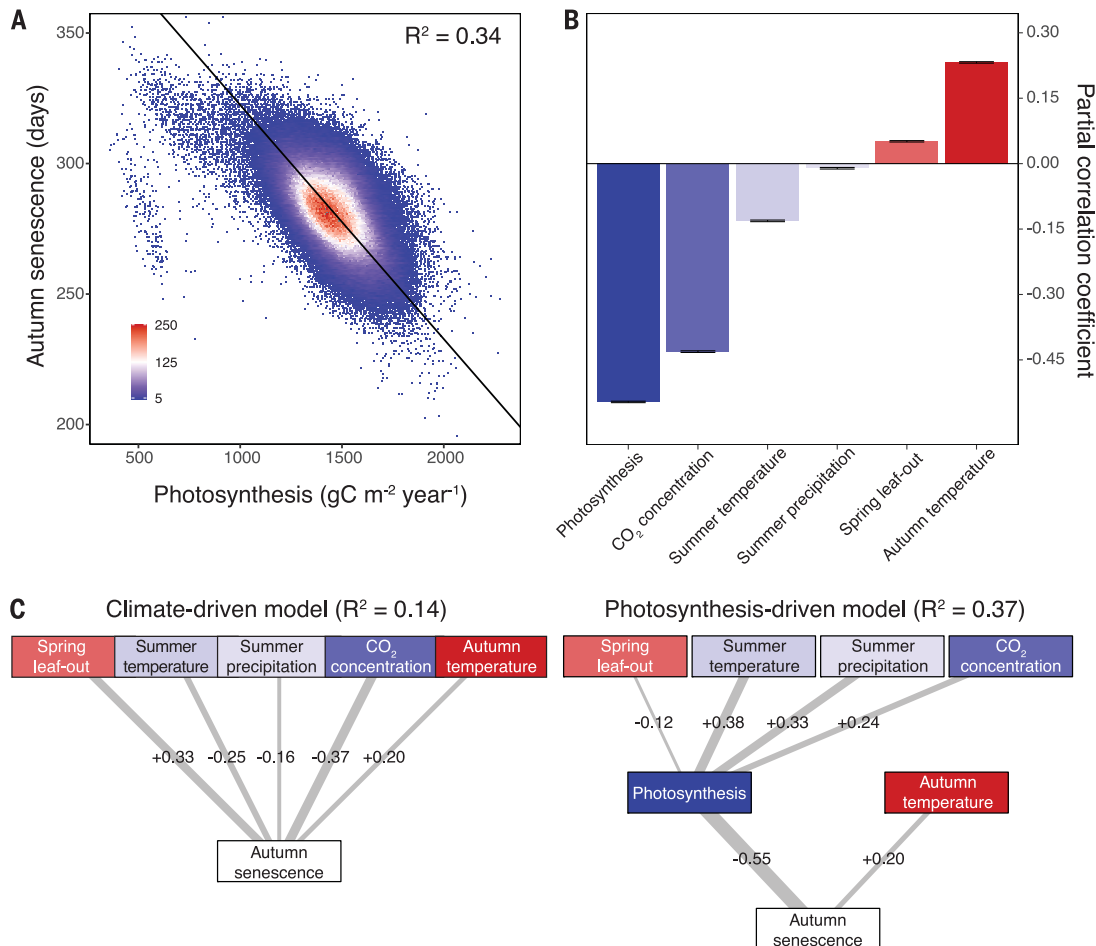 A
R² = 0.34
350
300
250
200
Autumn senescence (days)
250
125
5
500
1000
1500
2000
Photosynthesis (gC m⁻² year⁻¹)
B
0.30
0.15
0.00
-0.15
-0.30
-0.45
Partial correlation coefficient
Photosynthesis
CO₂ concentration
Summer temperature
Summer precipitation
Spring leaf-out
Autumn temperature
C
Climate-driven model (R² = 0.14)
Spring
leaf-out
Summer
temperature
Summer
precipitation
CO₂
concentration
Autumn
temperature
+0.33
-0.25
-0.16
-0.37
+0.20
Autumn
senescence
Photosynthesis-driven model (R² = 0.37)
Spring
leaf-out
Summer
temperature
Summer
precipitation
CO₂
concentration
-0.12
+0.38
+0.33
+0.24
Photosynthesis
Autumn
temperature
-0.55
+0.20
Autumn
senescence